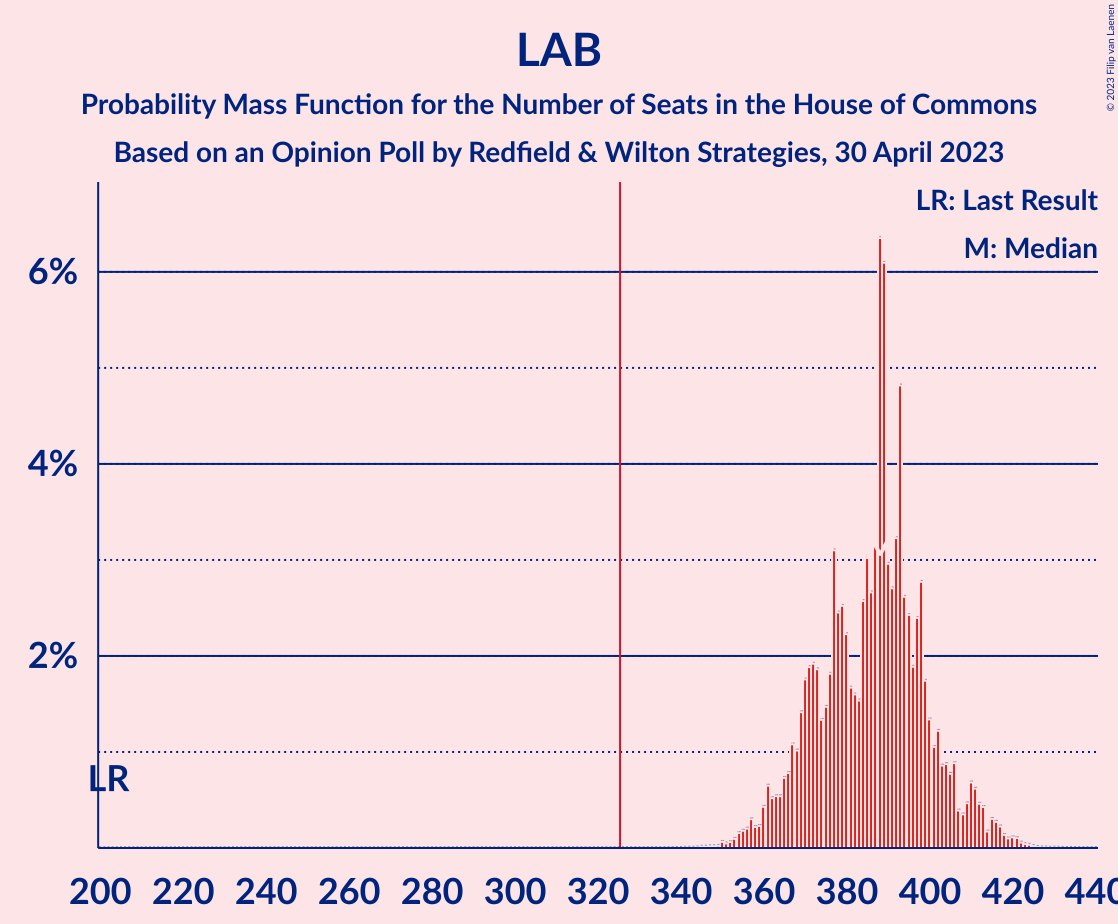 LAB
Probability Mass Function for the Number of Seats in the House of Commons
Based on an Opinion Poll by Redfield & Wilton Strategies, 30 April 2023
© 2023 Filip van Laenen
LR: Last Result
M: Median
6%
4%
2%
LR
200 220 240 260 280 300 320 340 360 380 400 420 440